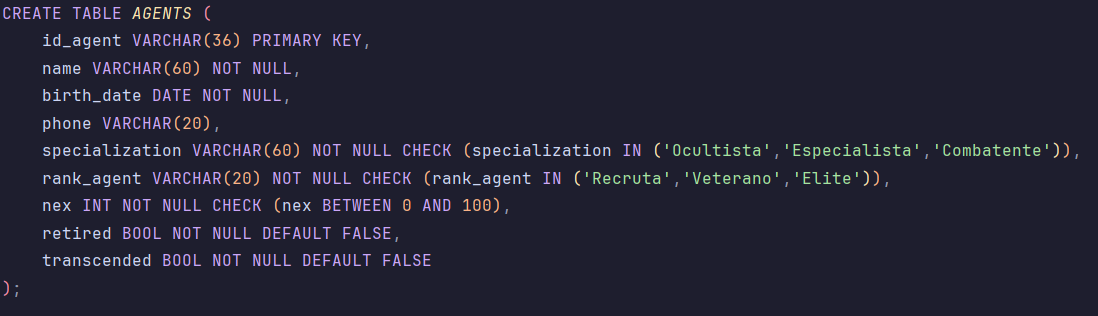 CREATE TABLE AGENTS (
    id_agent VARCHAR(36) PRIMARY KEY,
    name VARCHAR(60) NOT NULL,
    birth_date DATE NOT NULL,
    phone VARCHAR(20),
    specialization VARCHAR(60) NOT NULL CHECK (specialization IN ('Ocultista','Especialista','Combatente')),
    rank_agent VARCHAR(20) NOT NULL CHECK (rank_agent IN ('Recruta','Veterano','Elite')),
    nex INT NOT NULL CHECK (nex BETWEEN 0 AND 100),
    retired BOOL NOT NULL DEFAULT FALSE,
    transcended BOOL NOT NULL DEFAULT FALSE
);